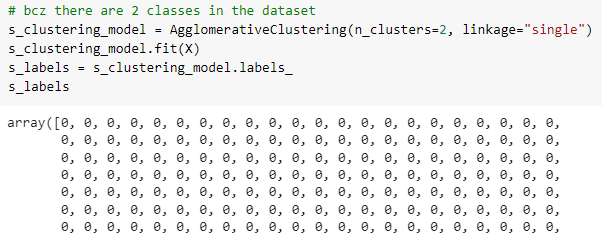 # bcz there are 2 classes in the dataset
s_clustering_model = AgglomerativeClustering(n_clusters=2, linkage="single")
s_clustering_model.fit(X)
s_labels = s_clustering_model.labels_
s_labels
array([0, 0, 0, 0, 0, 0, 0, 0, 0, 0, 0, 0, 0, 0, 0, 0, 0, 0, 0, 0, 0, 0,
0, 0, 0, 0, 0, 0, 0, 0, 0, 0, 0, 0, 0, 0, 0, 0, 0, 0, 0, 0, 0, 0,
0, 0, 0, 0, 0, 0, 0, 0, 0, 0, 0, 0, 0, 0, 0, 0, 0, 0, 0, 0, 0, 0,
0, 0, 0, 0, 0, 0, 0, 0, 0, 0, 0, 0, 0, 0, 0, 0, 0, 0, 0, 0, 0, 0,
0, 0, 0, 0, 0, 0, 0, 0, 0, 0, 0, 0, 0, 0, 0, 0, 0, 0, 0, 0, 0, 0,
0, 0, 0, 0, 0, 0, 0, 0, 0, 0, 0, 0, 0, 0, 0, 0, 0, 0, 0, 0, 0, 0,
0, 0, 0, 0, 0, 0, 0, 0, 0, 0, 0, 0, 0, 0, 0, 0, 0, 0, 0, 0, 0, 0,